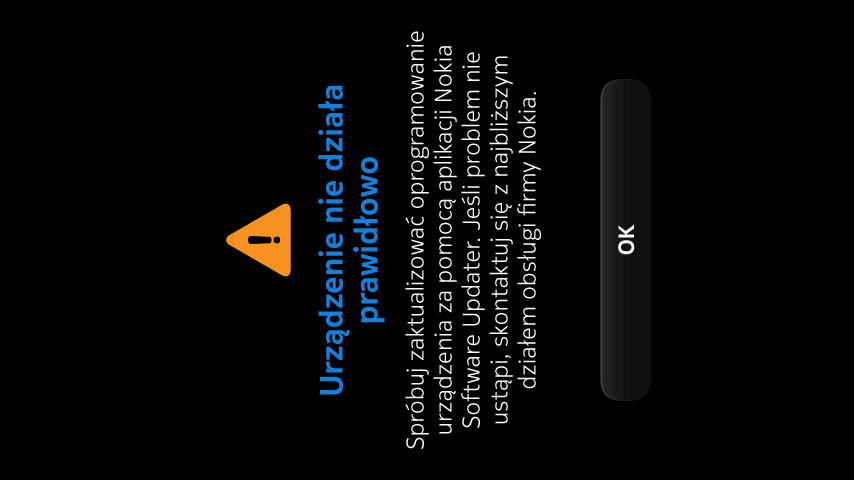 Urządzenie nie działa
prawidłowo
Spróbuj zaktualizować oprogramowanie
urządzenia za pomocą aplikacji Nokia
Software Updater. Jeśli problem nie
ustąpi, skontaktuj się z najbliższym
działem obsługi firmy Nokia.
OK